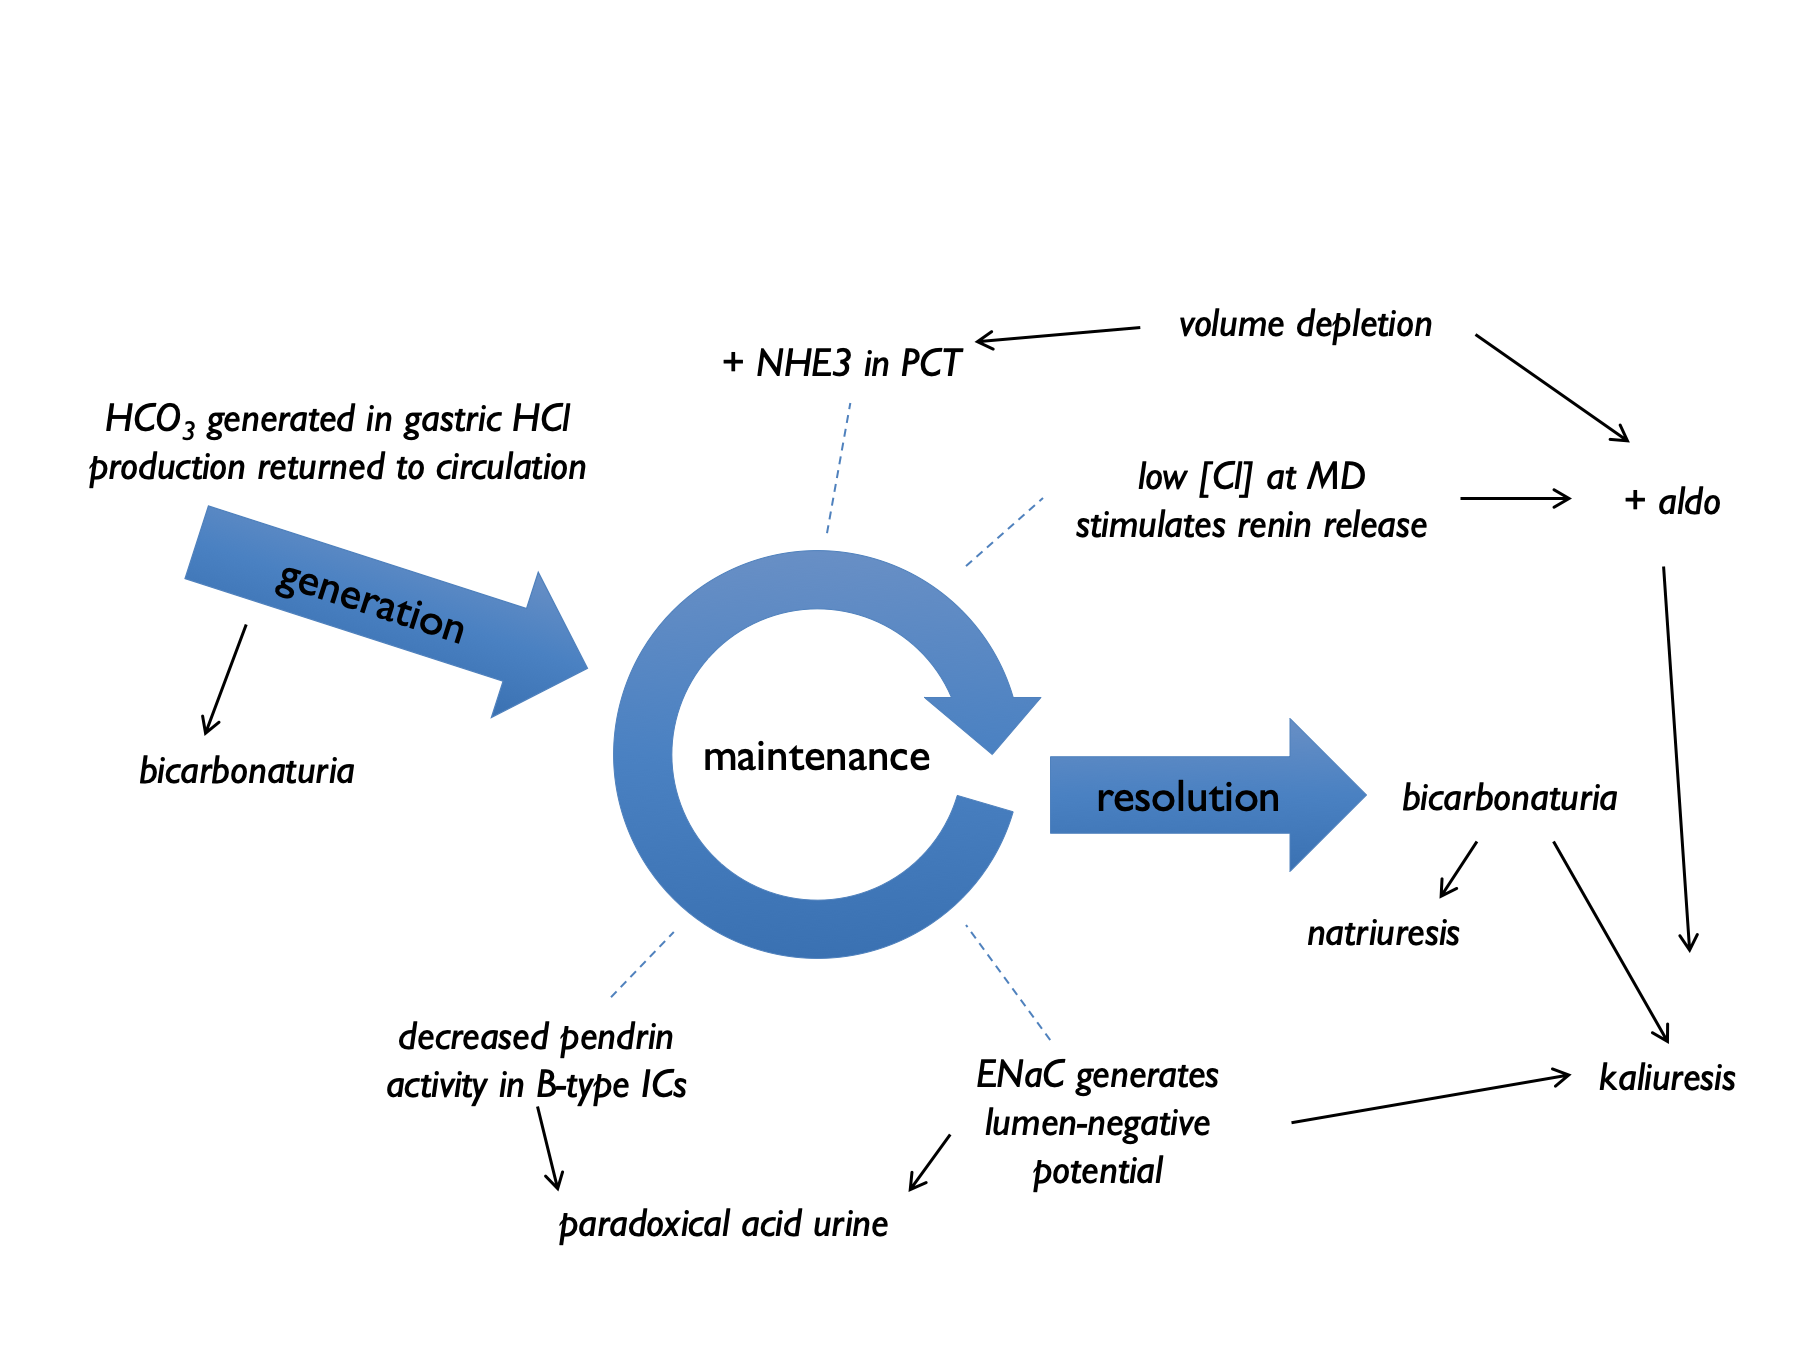 volume depletion
+ NHE3 in PCT
HCO3 generated in gastric HCl
production returned to circulation
low [Cl] at MD
stimulates renin release
+ aldo
generation
bicarbonaturia
maintenance
resolution
bicarbonaturia
natriuresis
decreased pendrin
activity in B-type ICs
ENaC generates
lumen-negative
potential
kaliuresis
paradoxical acid urine